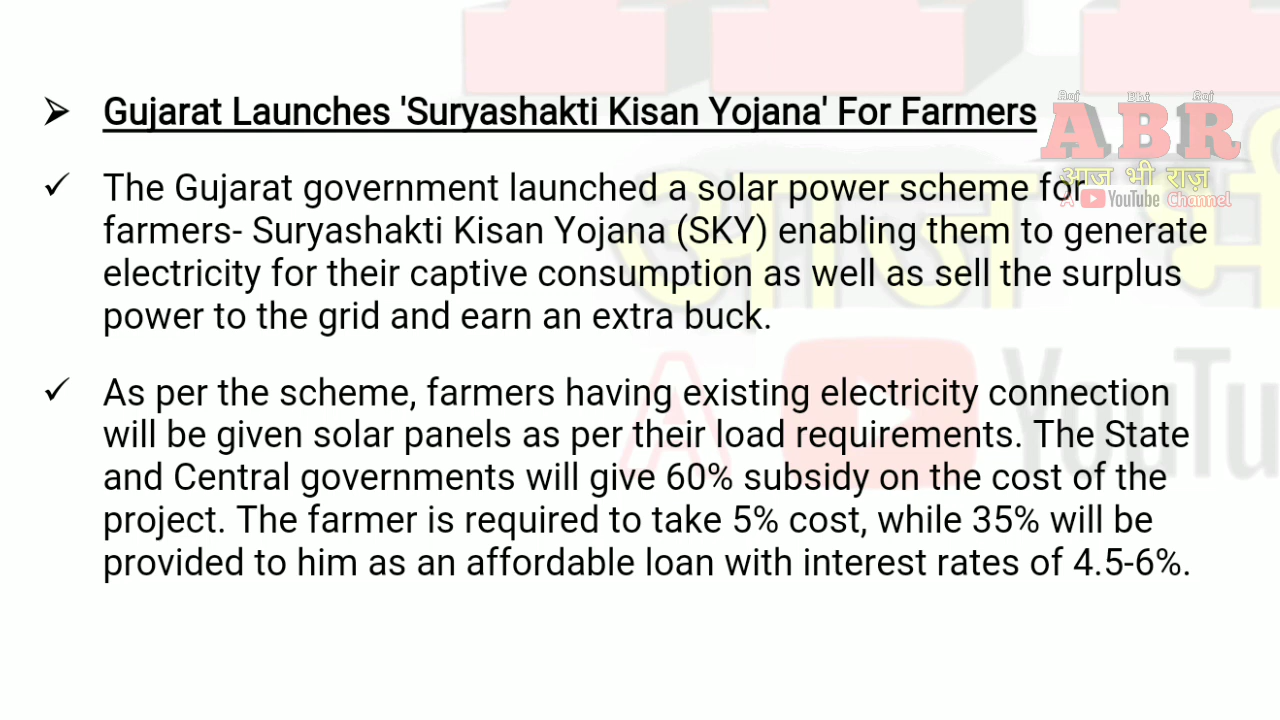 ➢ Gujarat Launches 'Suryashakti Kisan Yojana' For Farmers
Aaj Bhi Raj
ABR
आज भी राज़
A YouTube Channel
✓ The Gujarat government launched a solar power scheme for
farmers- Suryashakti Kisan Yojana (SKY) enabling them to generate
electricity for their captive consumption as well as sell the surplus
power to the grid and earn an extra buck.
✓ As per the scheme, farmers having existing electricity connection
will be given solar panels as per their load requirements. The State
and Central governments will give 60% subsidy on the cost of the
project. The farmer is required to take 5% cost, while 35% will be
provided to him as an affordable loan with interest rates of 4.5-6%.
आज भी
A YouTu